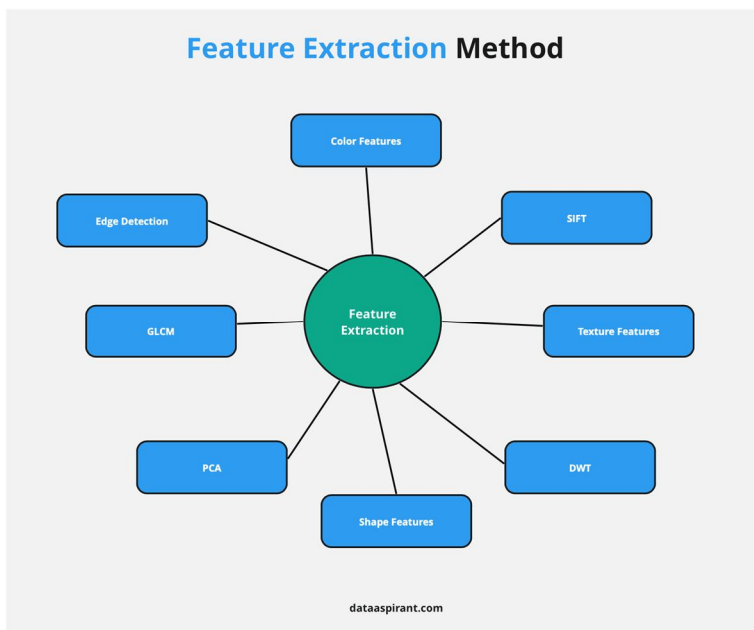 Feature Extraction Method
Color Features
Edge Detection
SIFT
Feature
Extraction
GLCM
Texture Features
PCA
DWT
Shape Features
dataaspirant.com